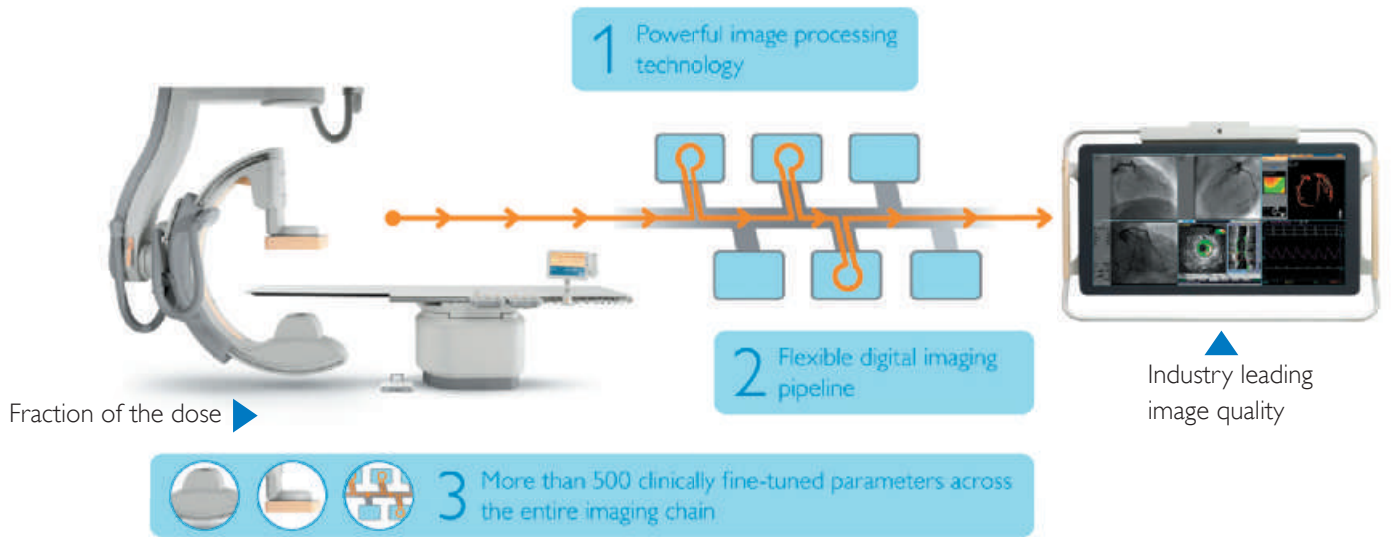 1
Powerful image processing
technology
2
Flexible digital imaging
pipeline
Industry leading
image quality
Fraction of the dose
3
More than 500 clinically fine-tuned parameters across
the entire imaging chain